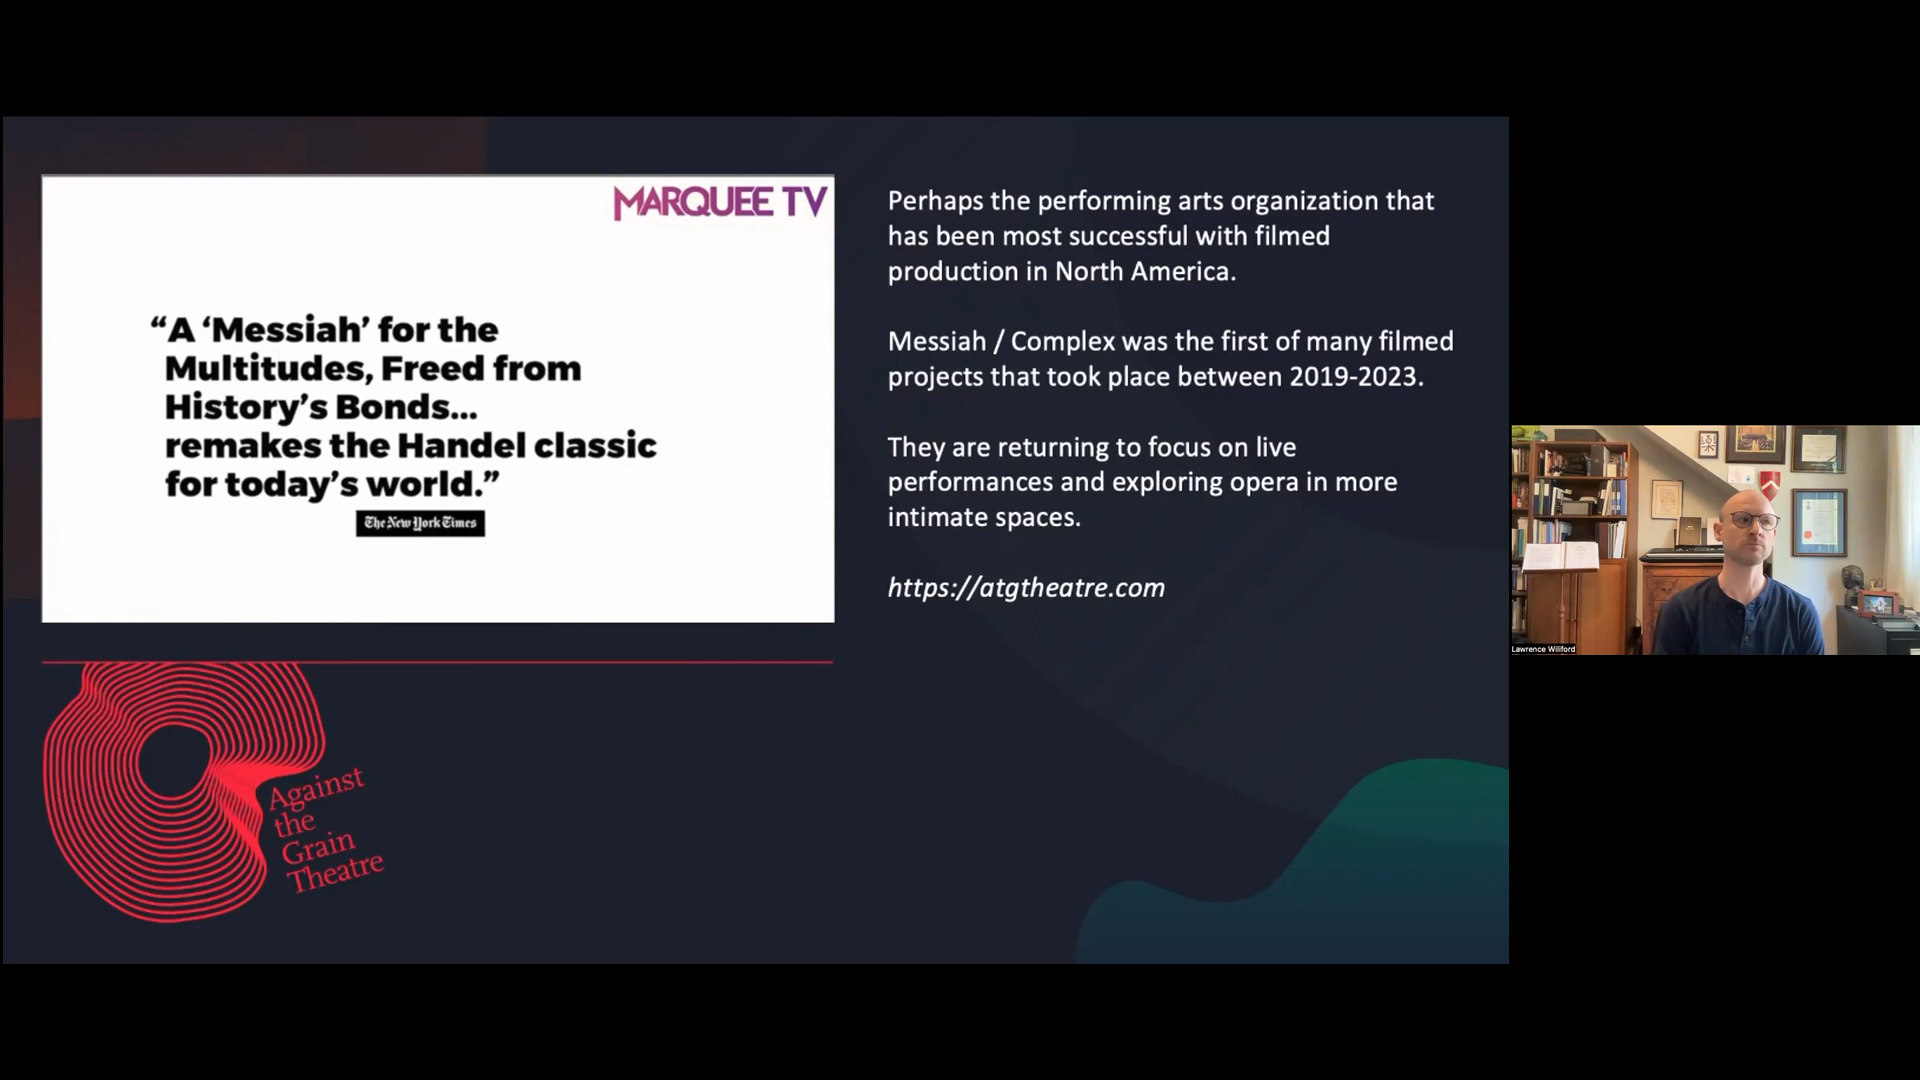 MARQUEE TV
“A ‘Messiah’ for the
Multitudes, Freed from
History’s Bonds...
remakes the Handel classic
for today’s world.”
The New York Times
Perhaps the performing arts organization that
has been most successful with filmed
production in North America.
Messiah / Complex was the first of many filmed
projects that took place between 2019-2023.
They are returning to focus on live
performances and exploring opera in more
intimate spaces.
https://atgtheatre.com
Against
the
Grain
Theatre
Lawrence Wiliford